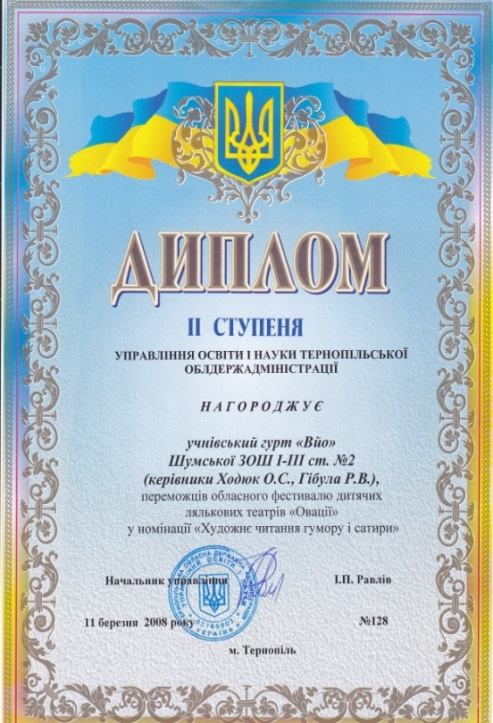 ДИПЛОМ
ІІ СТУПЕНЯ
УПРАВЛІННЯ ОСВІТИ І НАУКИ ТЕРНОПІЛЬСЬКОЇ
ОБЛДЕРЖАДМІНІСТРАЦІЇ
НАГОРОДЖУЄ
учнівський гурт «Вйо»
Шумської ЗОШ І-ІІІ ст. №2
(керівники Ходюк О.С., Гібула Р.В.),
переможців обласного фестивалю дитячих
лялькових театрів «Овації»
у номінації «Художнє читання гумору і сатири»
Начальник управління І.П. Равлів
11 березня 2008 року №128
м. Тернопіль
УКРАЇНА